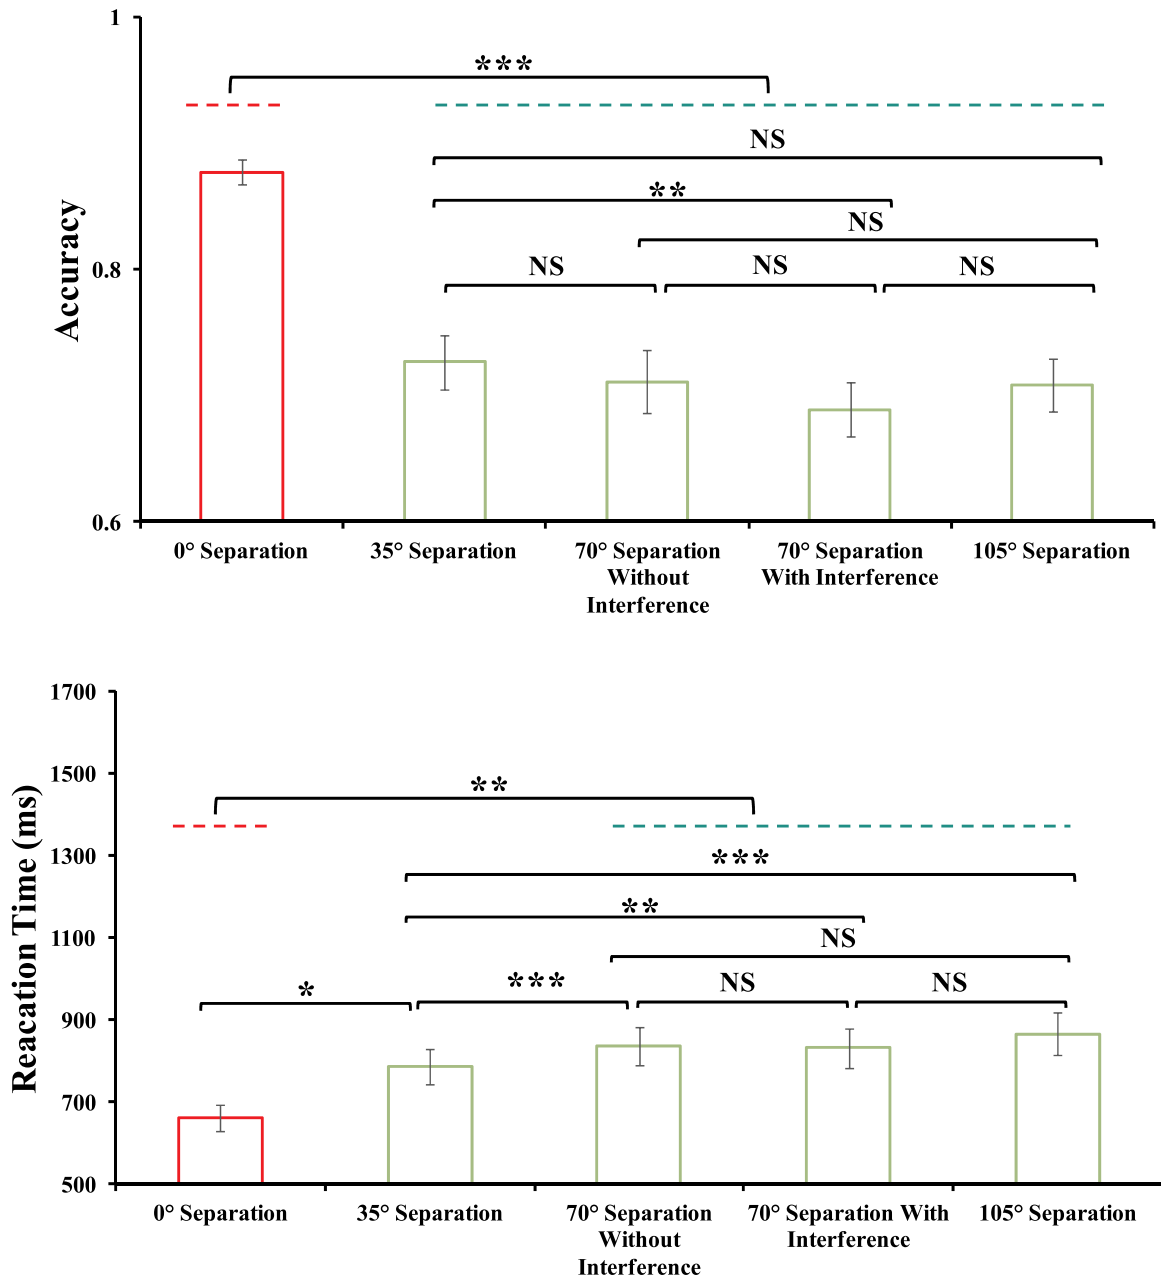 1
***
NS
**
NS
NS
NS
NS
0.8
0.6
Accuracy
0° Separation
35° Separation
70° Separation
Without
Interference
70° Separation
With Interference
105° Separation
1700
1500
1300
1100
900
700
500
Reacation Time (ms)
**
***
**
NS
*
***
NS
NS
0° Separation
35° Separation
70° Separation
Without
Interference
70° Separation With
Interference
105° Separation